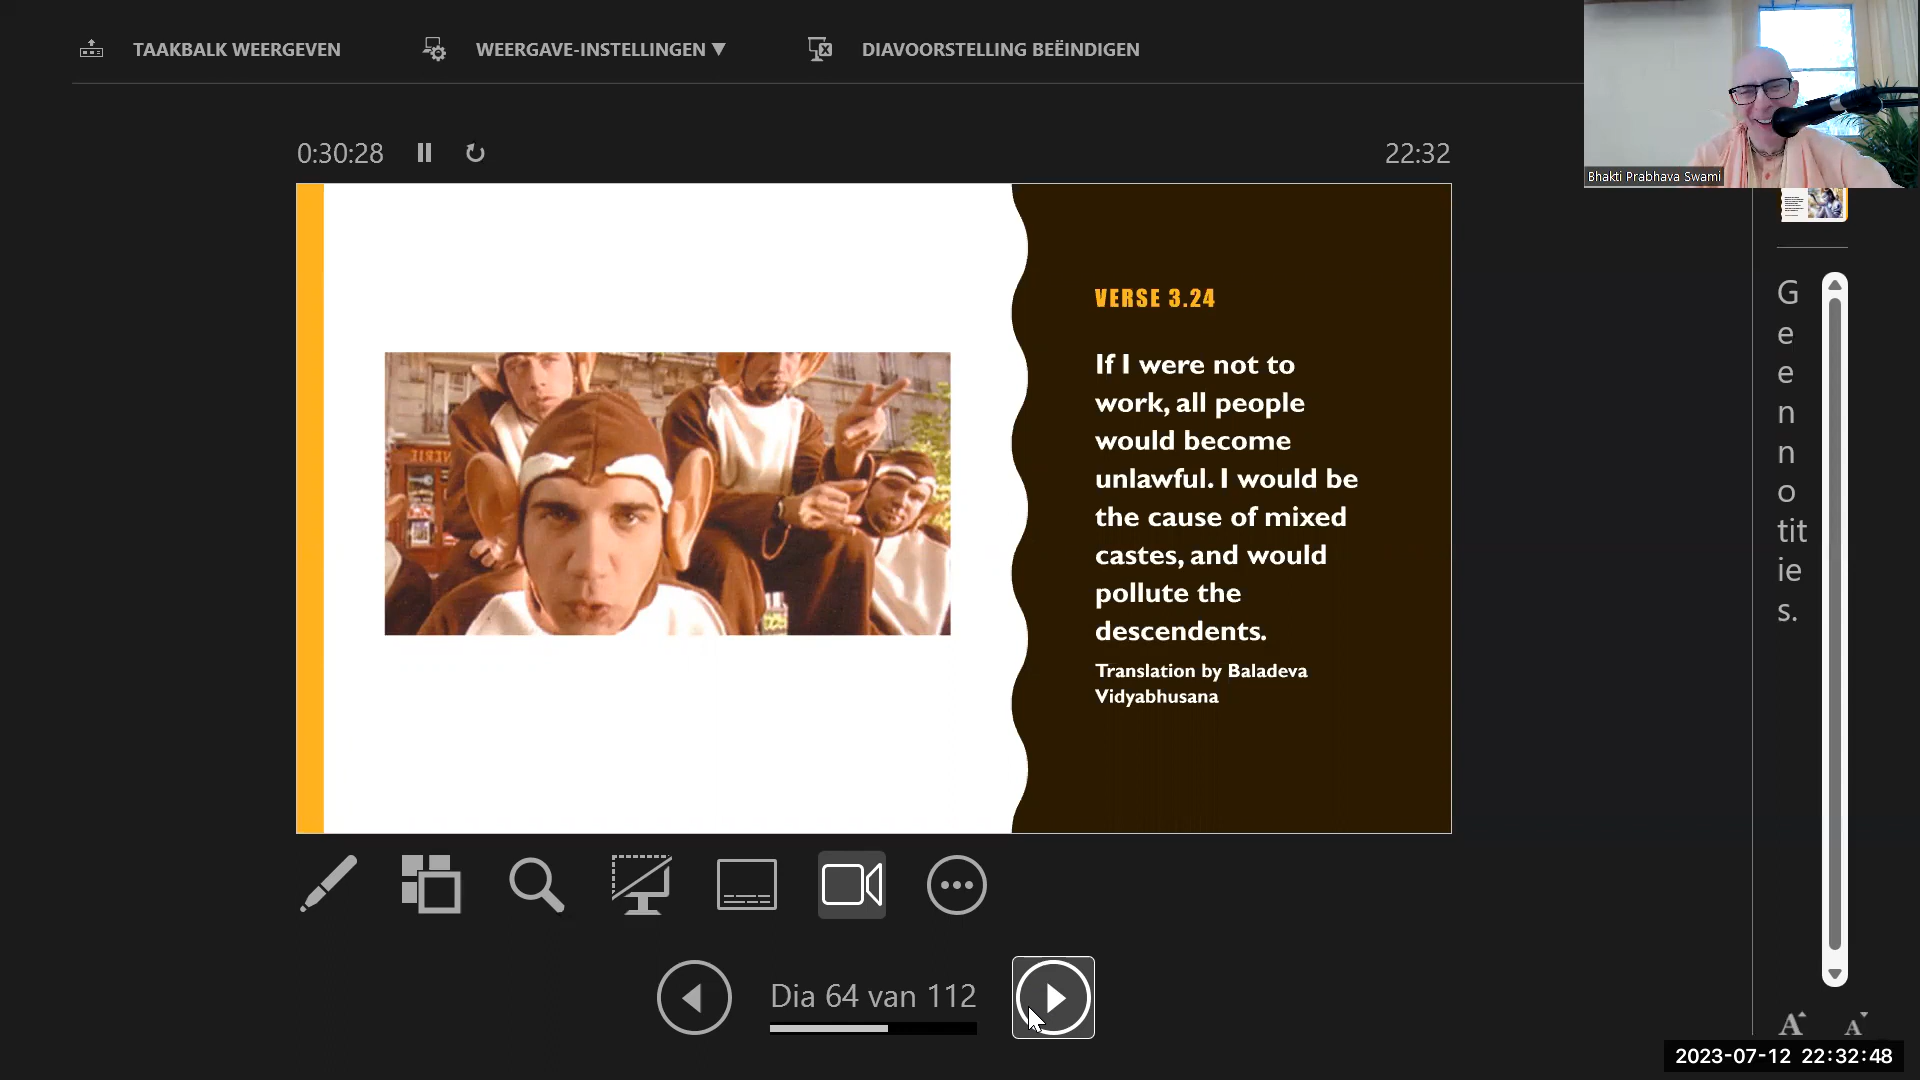 TAAKBALK WEERGEVEN
WEERGAVE-INSTELLINGEN ▼
DIAVOORSTELLING BEËINDIGEN
Bhakti Prabhava Swami
0:30:28
22:32
VERSE 3.24
If I were not to
work, all people
would become
unlawful. I would be
the cause of mixed
castes, and would
pollute the
descendents.
Translation by Baladeva
Vidyabhusana
G
e
e
n
n
o
tit
ie
s.
Dia 64 van 112
A A
2023-07-12 22:32:48